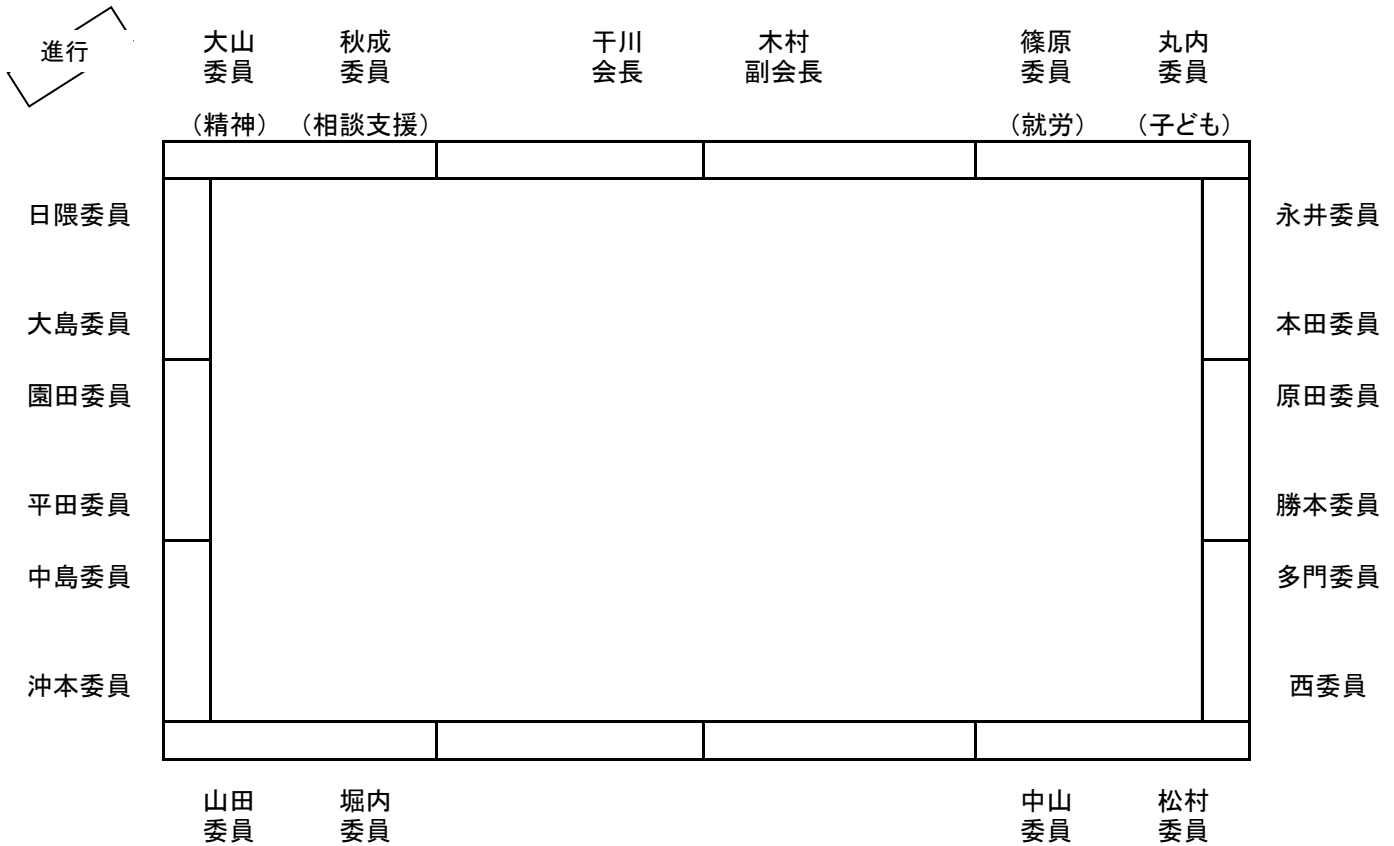 進行
大山 秋成 干川 木村 篠原 丸内
委員 委員 会長 副会長 委員 委員
（精神） （相談支援） （就労） （子ども）
日隈委員 永井委員
大島委員 本田委員
園田委員 原田委員
平田委員 勝本委員
中島委員 多門委員
沖本委員 西委員
山田 堀内 中山 松村
委員 委員 委員 委員